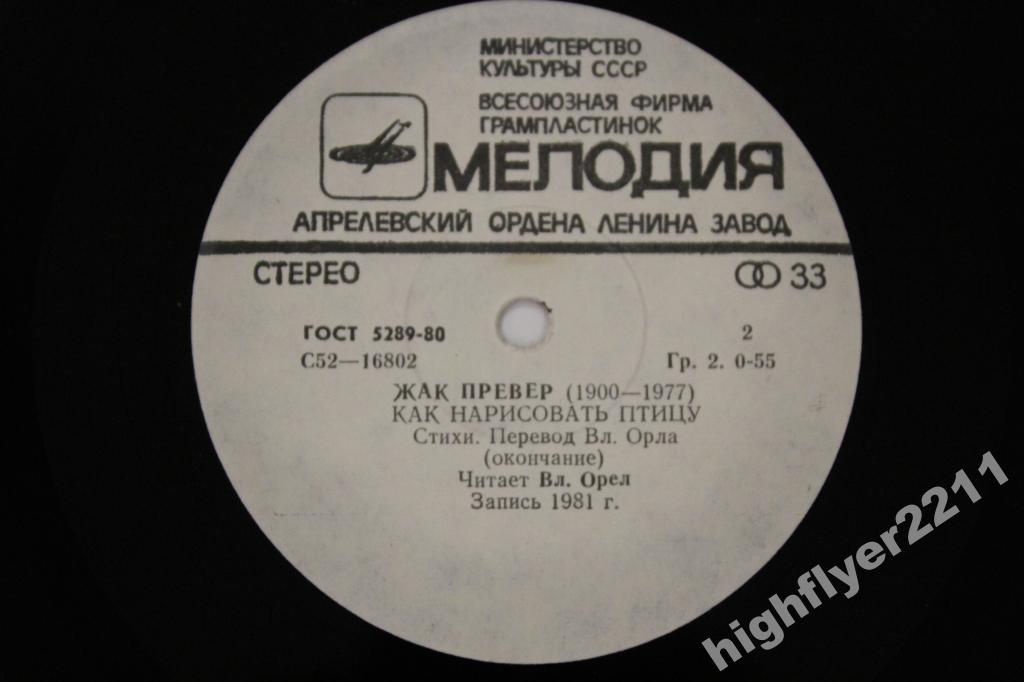 МИНИСТЕРСТВО
КУЛЬТУРЫ СССР
ВСЕСОЮЗНАЯ ФИРМА
ГРАМПЛАСТИНОК
МЕЛОДИЯ
АПРЕЛЕВСКИЙ ОРДЕНА ЛЕНИНА ЗАВОД
СТЕРЕО 33
ГОСТ 5289-80 2
С52—16802 Гр. 2. 0-55
ЖАК ПРЕВЕР (1900—1977)
КАК НАРИСОВАТЬ ПТИЦУ
Стихи. Перевод Вл. Орла
(окончание)
Читает Вл. Орел
Запись 1981 г.
highflyer2211